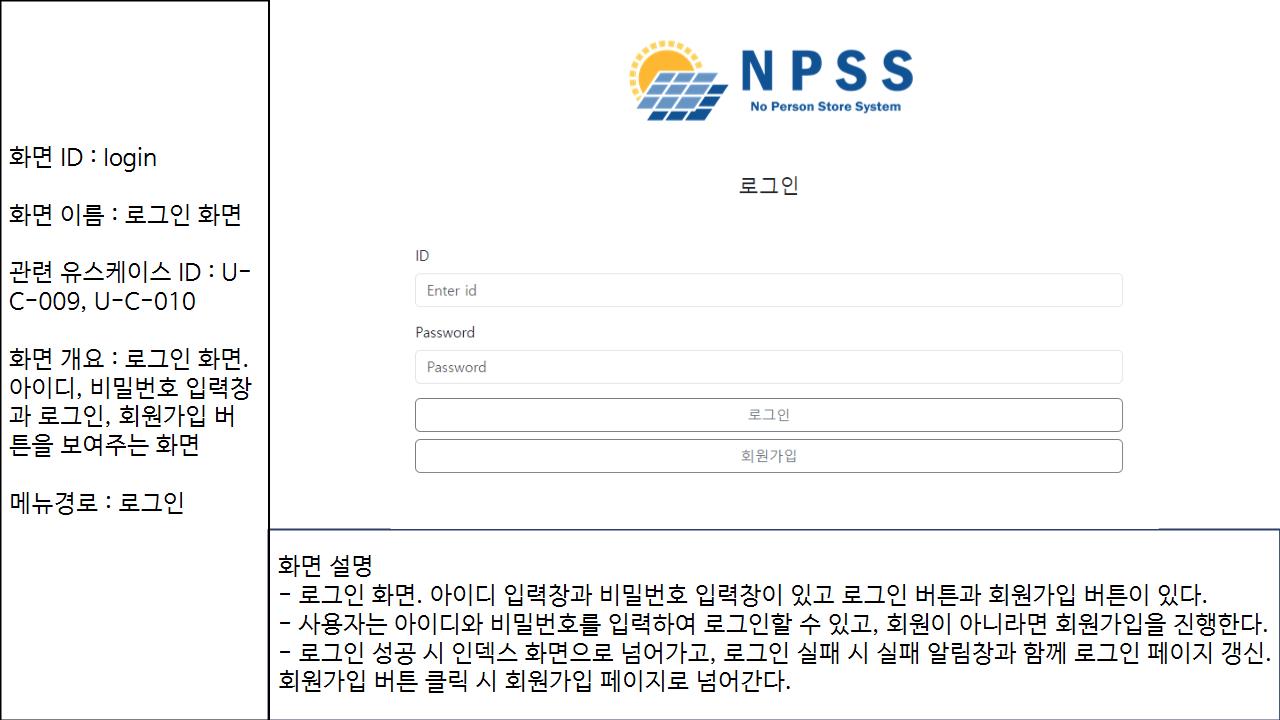 화면 ID : login
화면 이름 : 로그인 화면
관련 유스케이스 ID : U-
C-009, U-C-010
화면 개요 : 로그인 화면.
아이디, 비밀번호 입력창
과 로그인, 회원가입 버
튼을 보여주는 화면
메뉴경로 : 로그인
NPSS
No Person Store System
로그인
ID
Enter id
Password
Password
로그인
회원가입
화면 설명
- 로그인 화면. 아이디 입력창과 비밀번호 입력창이 있고 로그인 버튼과 회원가입 버튼이 있다.
- 사용자는 아이디와 비밀번호를 입력하여 로그인할 수 있고, 회원이 아니라면 회원가입을 진행한다.
- 로그인 성공 시 인덱스 화면으로 넘어가고, 로그인 실패 시 실패 알림창과 함께 로그인 페이지 갱신.
회원가입 버튼 클릭 시 회원가입 페이지로 넘어간다.